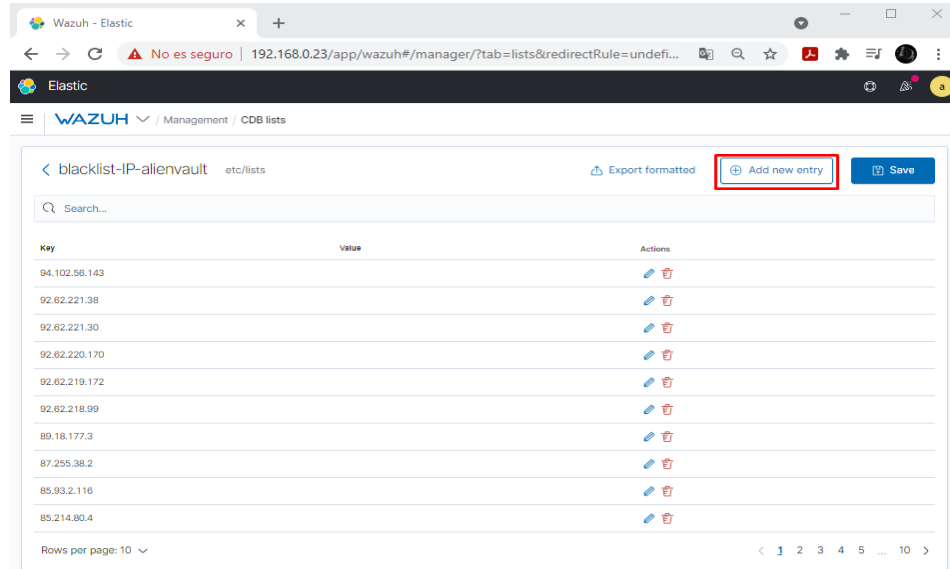 Wazuh - Elastic
No es seguro | 192.168.0.23/app/wazuh#/manager/?tab=lists&redirectRule=undefi...
Elastic
a
WAZUH / Management / CDB lists
blacklist-IP-alienvault etc/lists Export formatted Add new entry Save
Search...
Key Value Actions
94.102.56.143
92.62.221.38
92.62.221.30
92.62.220.170
92.62.219.172
92.62.218.99
89.18.177.3
87.255.38.2
85.93.2.116
85.214.80.4
Rows per page: 10 < 1 2 3 4 5 ... 10 >